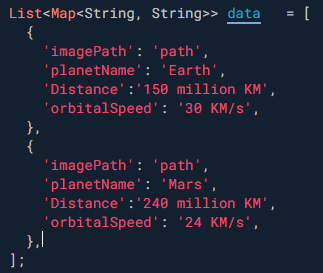 List<Map<String, String>> data = [
{
'imagePath': 'path',
'planetName': 'Earth',
'Distance':'150 million KM',
'orbitalSpeed': '30 KM/s',
},
{
'imagePath': 'path',
'planetName': 'Mars',
'Distance':'240 million KM',
'orbitalSpeed': '24 KM/s',
},
];